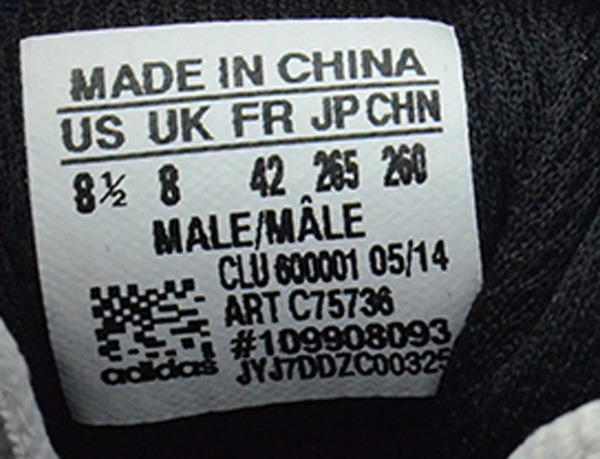 MADE IN CHINA
US UK FR JP CHN
8½ 8 42 265 260
MALE/MÂLE
CLU 600001 05/14
ART C75736
#109908093
JYJ7DDZC00325
adidas